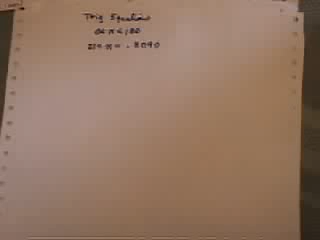 Trig Equations
0< x < 180
sin x = .8090